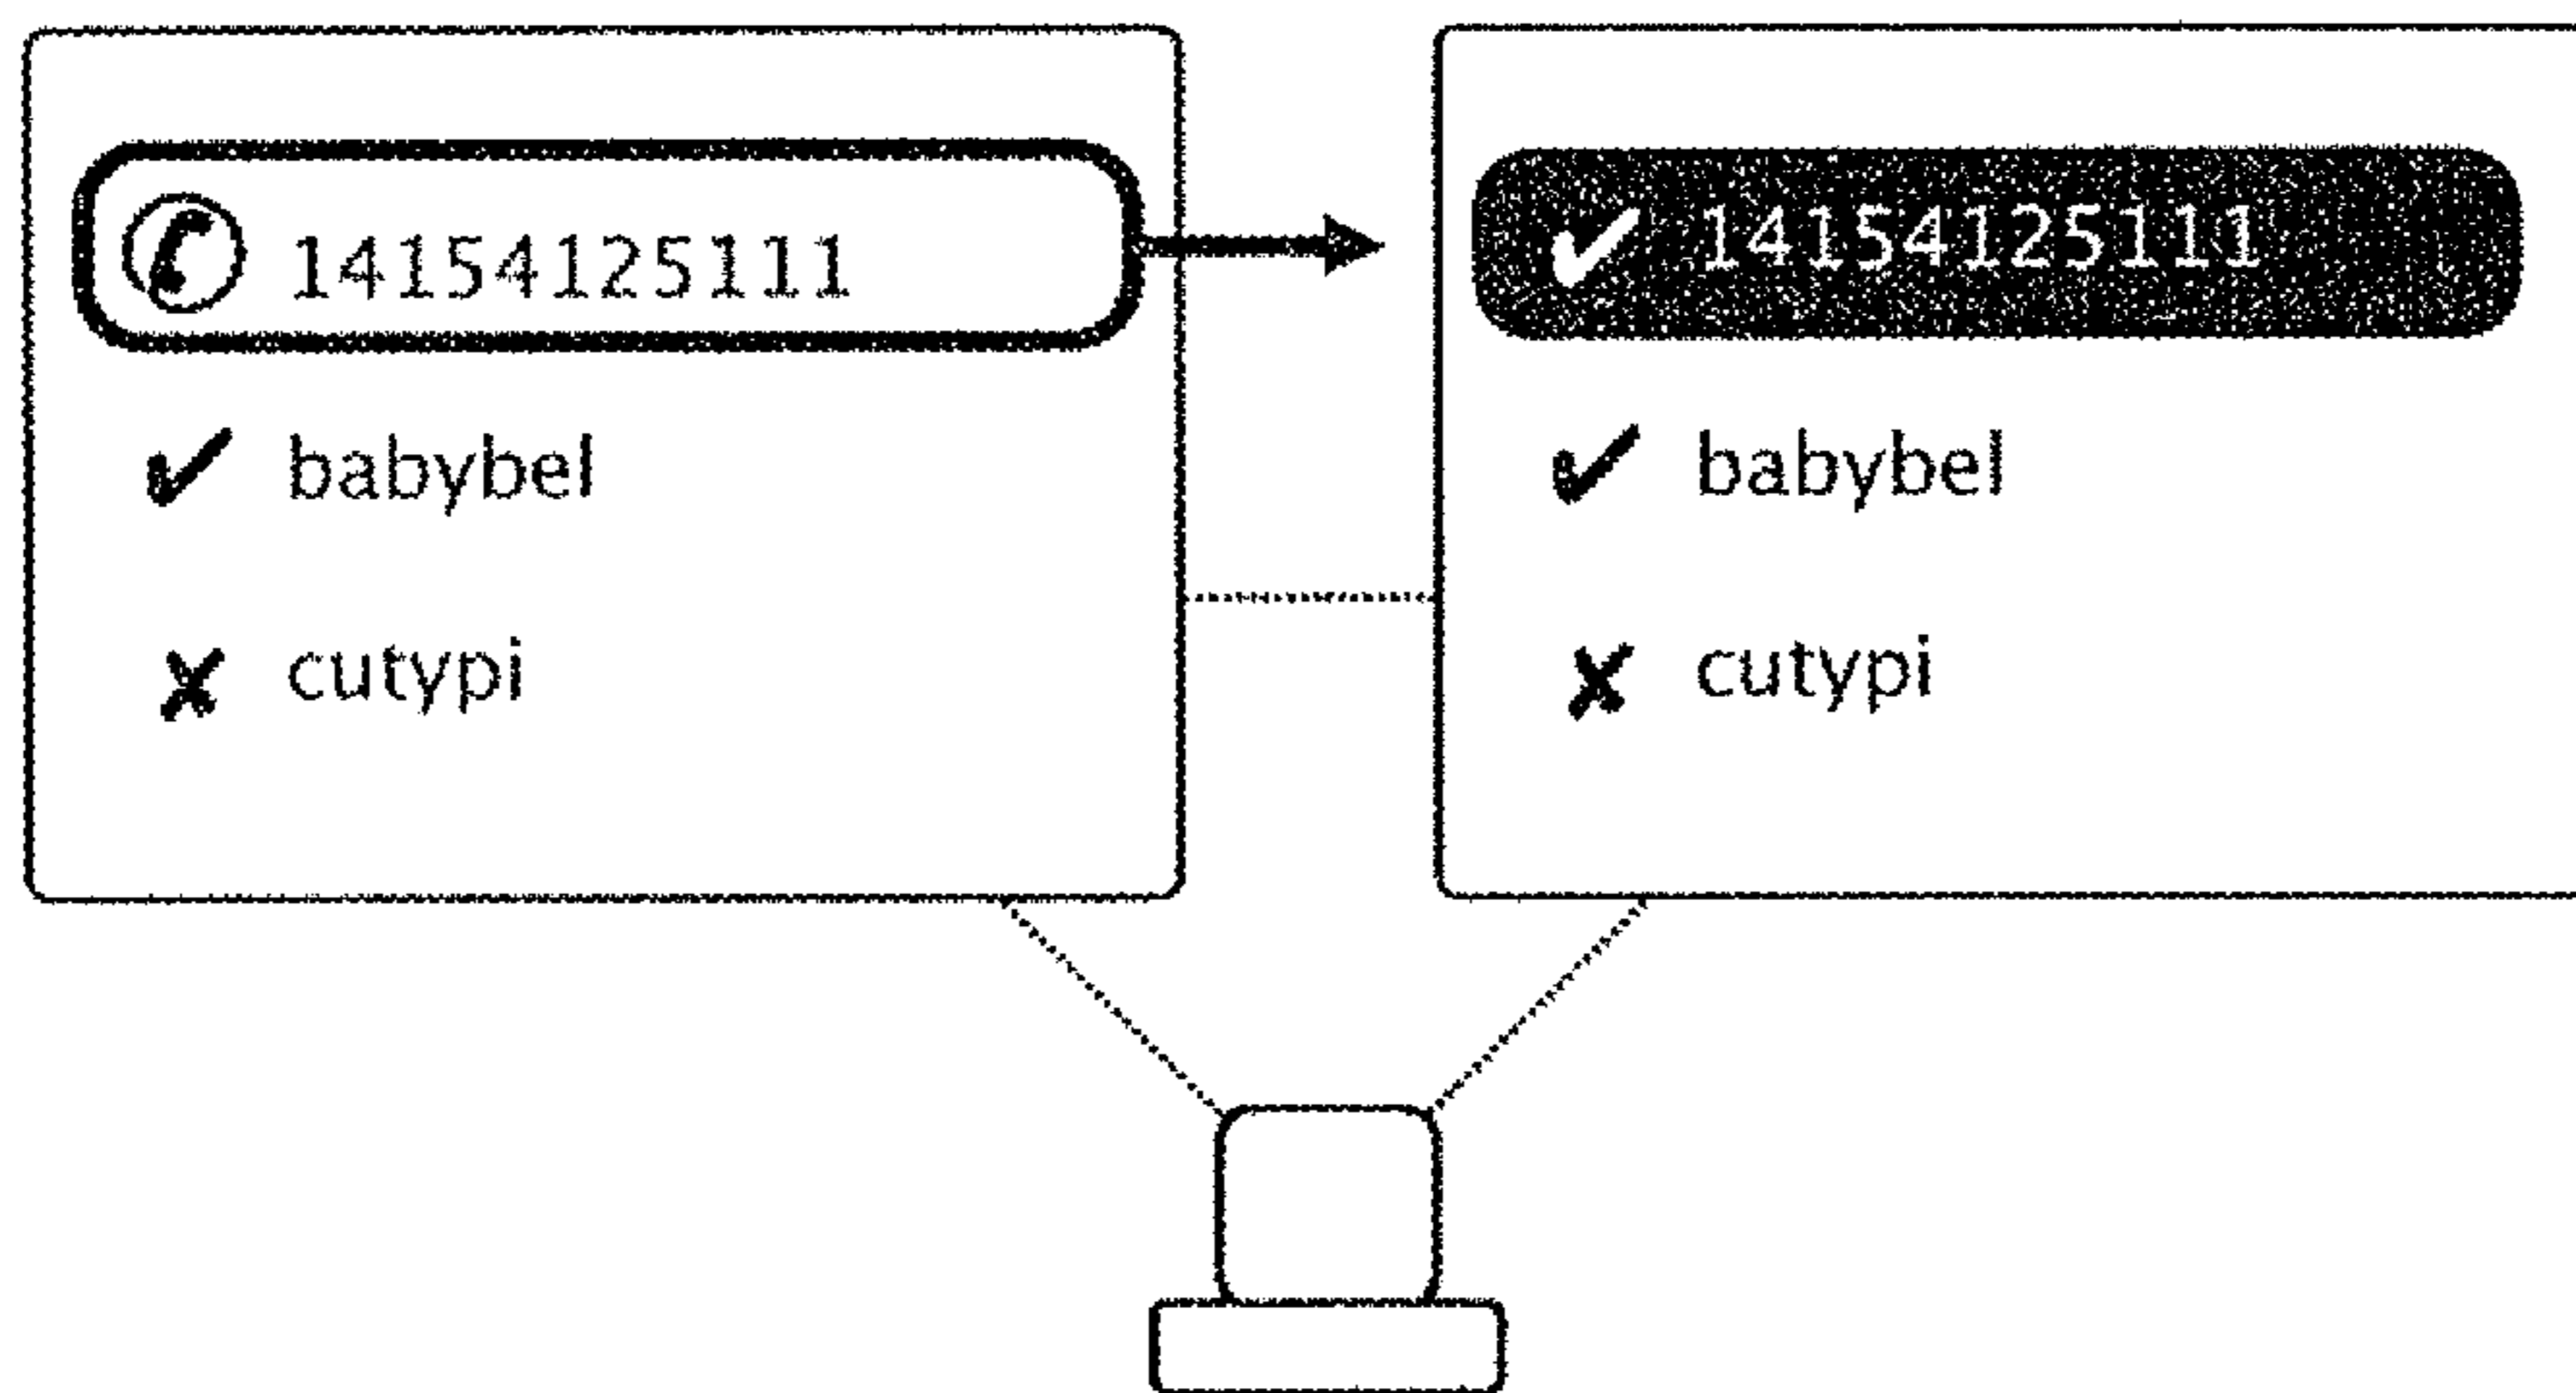 ✆ 14154125111
✔ babybel
✘ cutypi
✔ 14154125111
✔ babybel
✘ cutypi